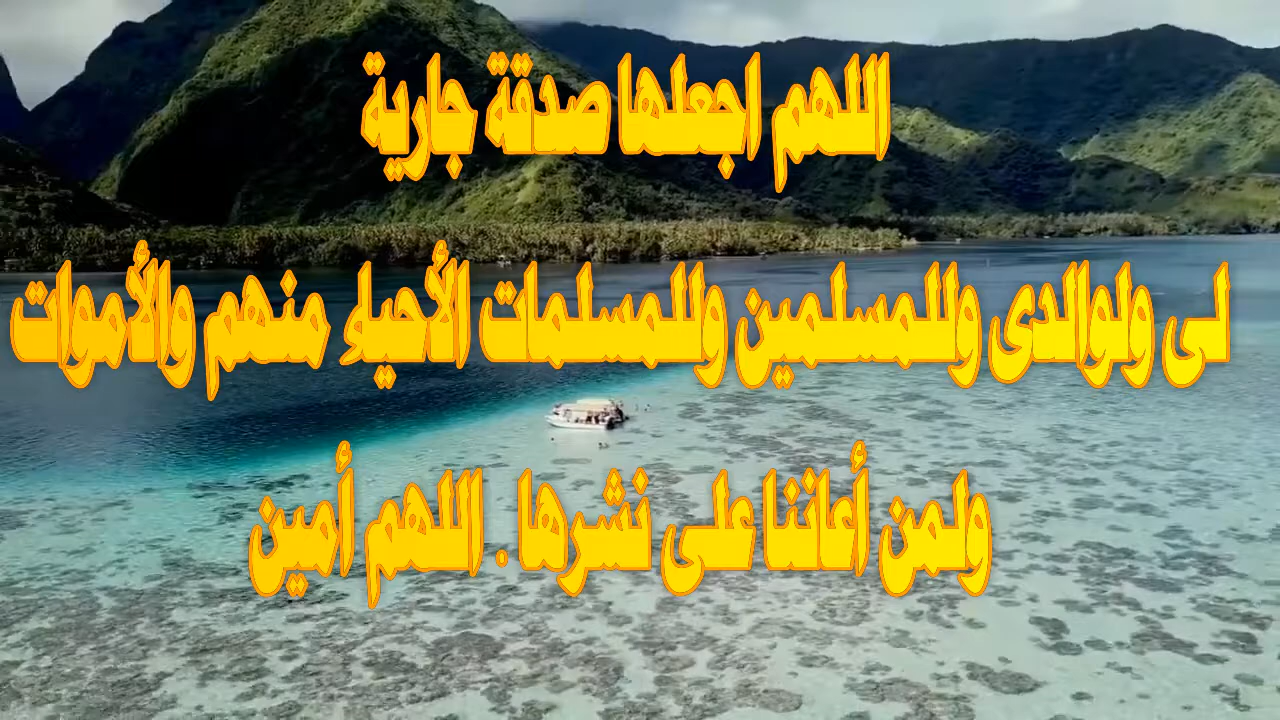 اللهم اجعلها صدقة جارية
لى ولوالدى وللمسلمين وللمسلمات الأحياء منهم والأموات
ولمن أعاننا على نشرها . اللهم أمين